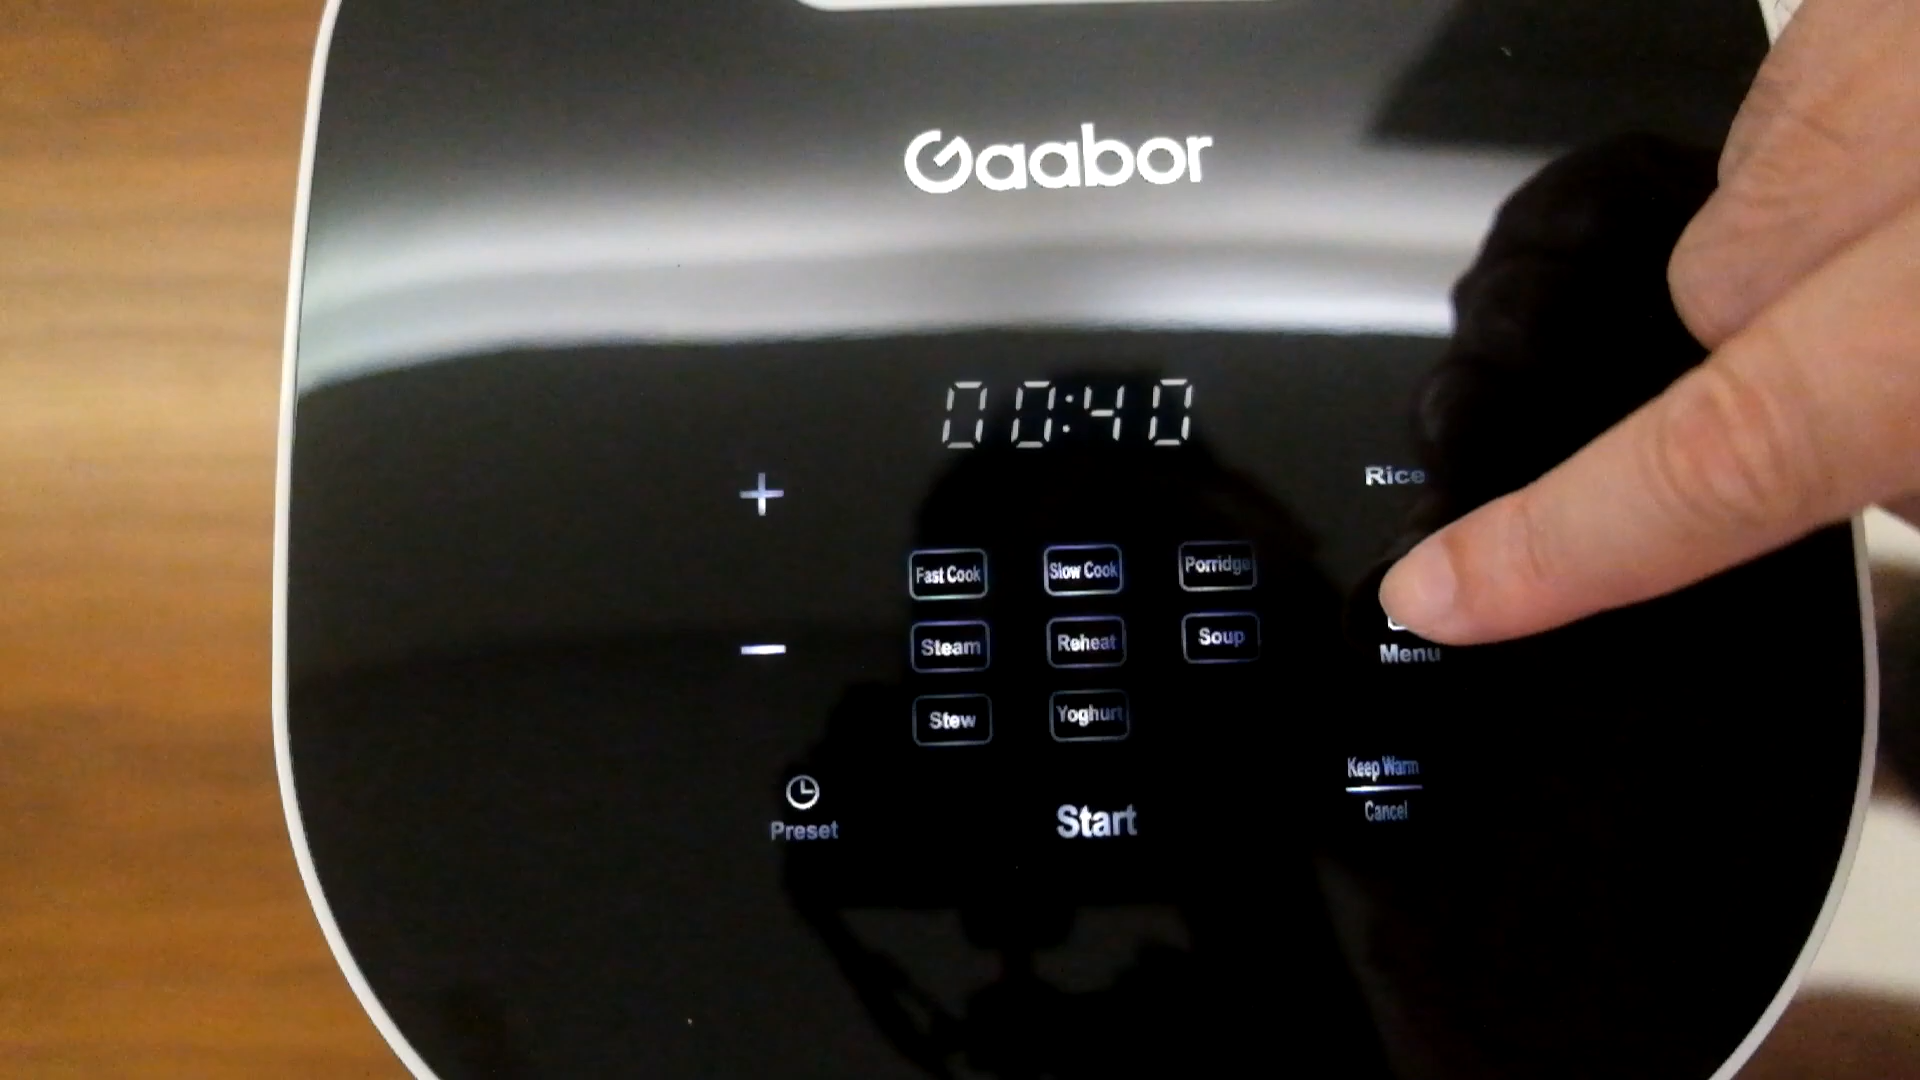 Gaabor
00:40
Rice
Fast Cook Slow Cook Porridge
Steam Reheat Soup
Menu
Stew Yoghurt
Keep Warm
Cancel
Preset
Start